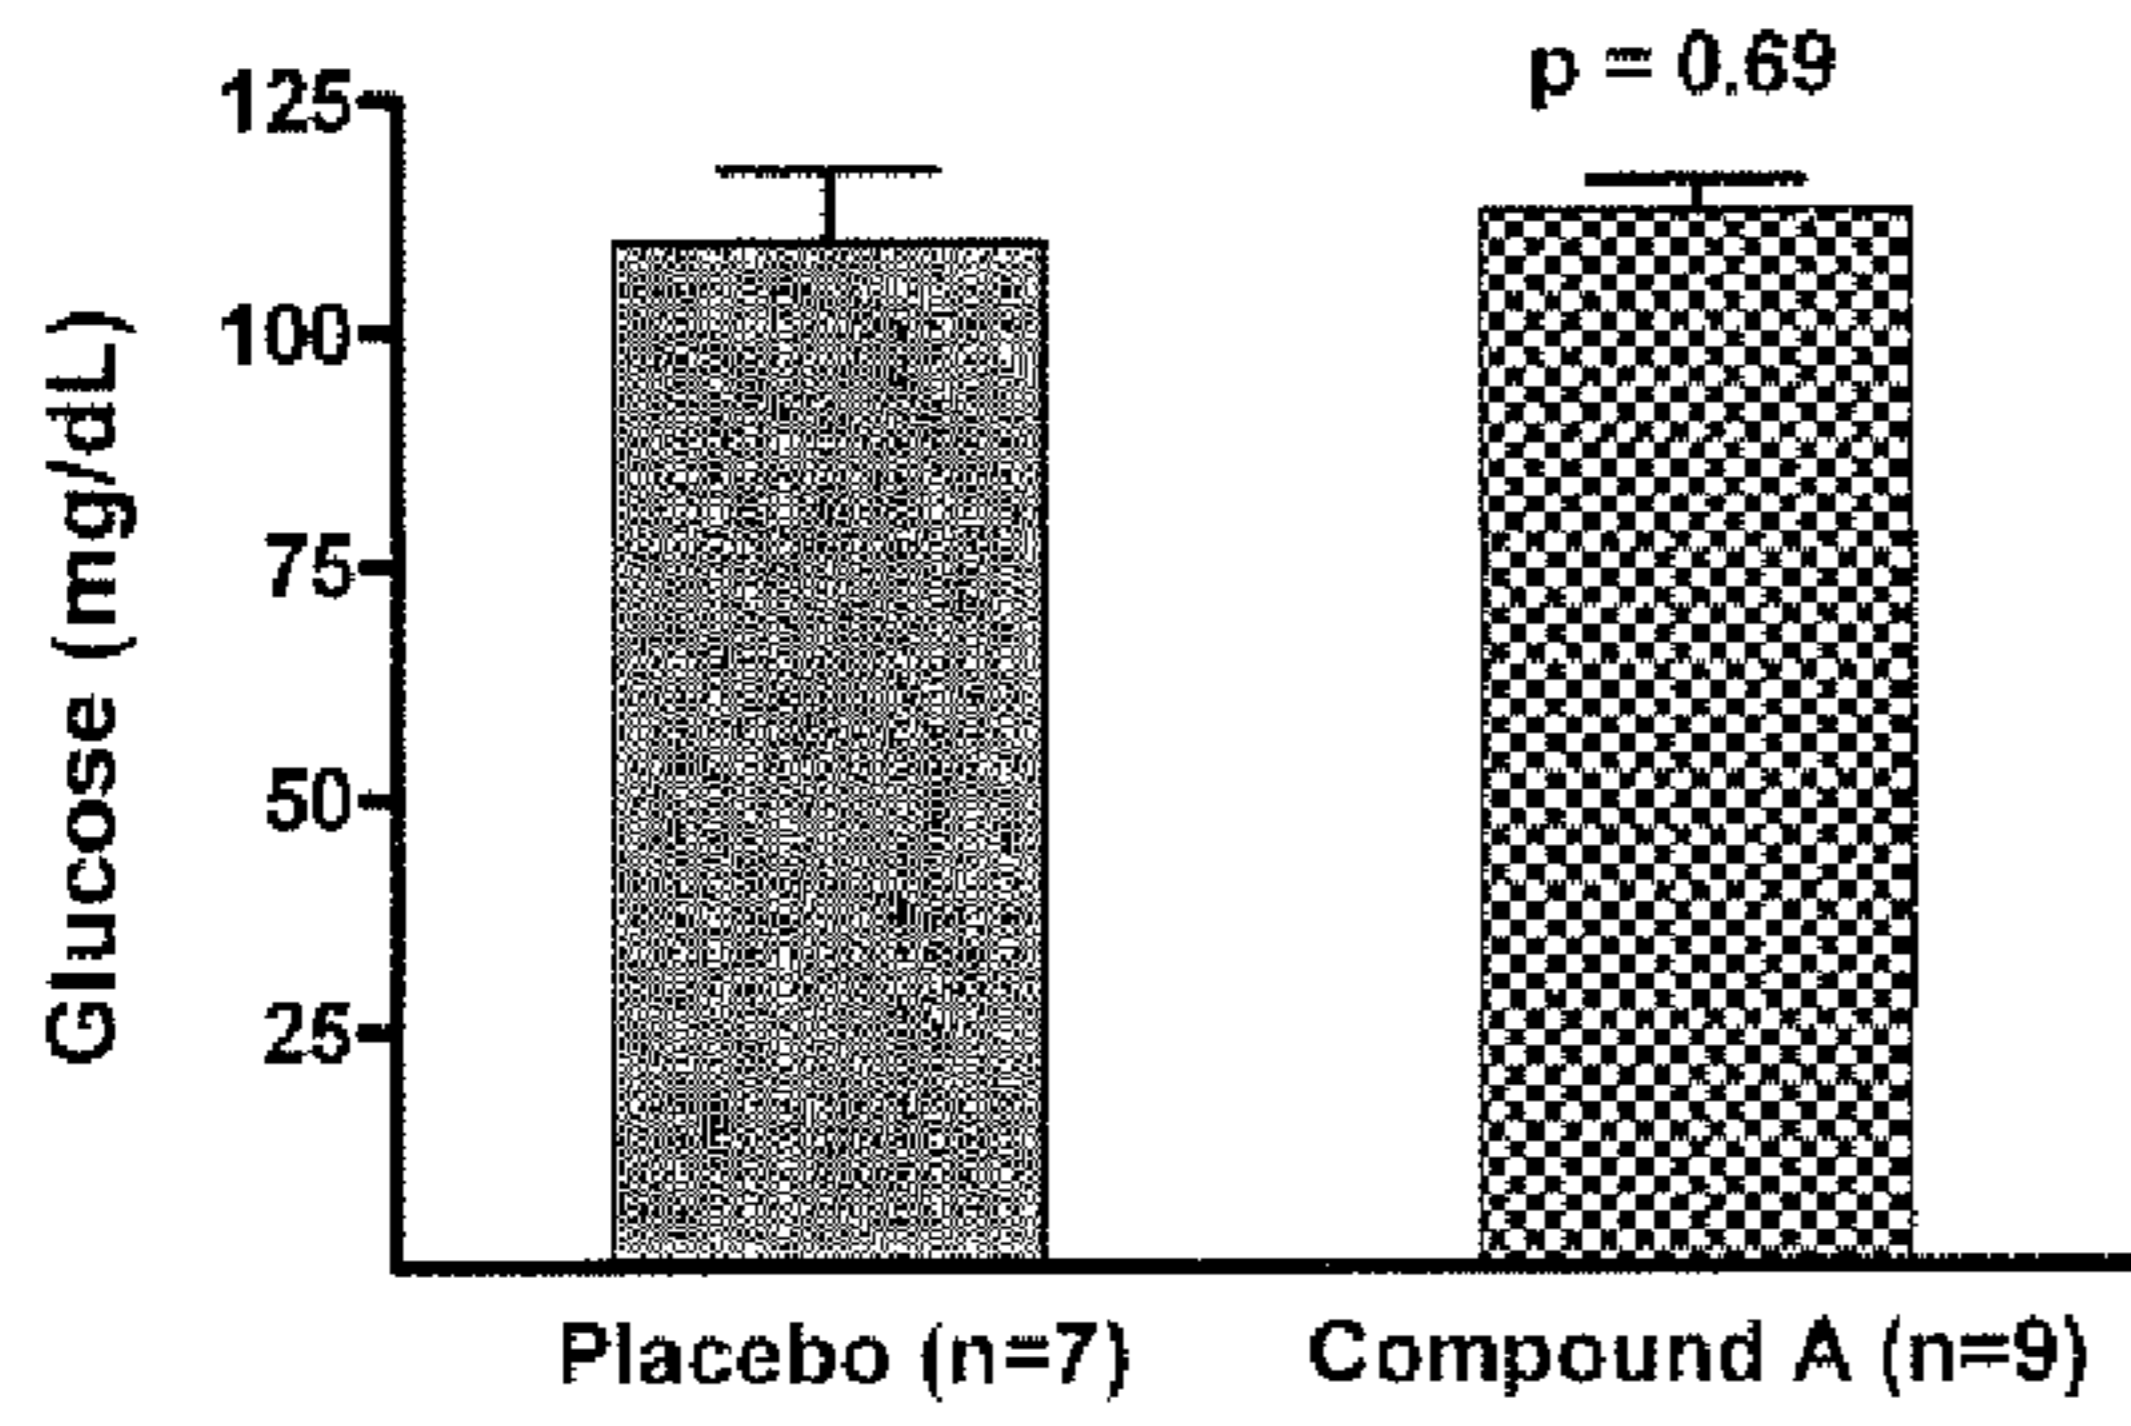 p = 0.69
Glucose (mg/dL)
125
100
75
50
25
Placebo (n=7)
Compound A (n=9)